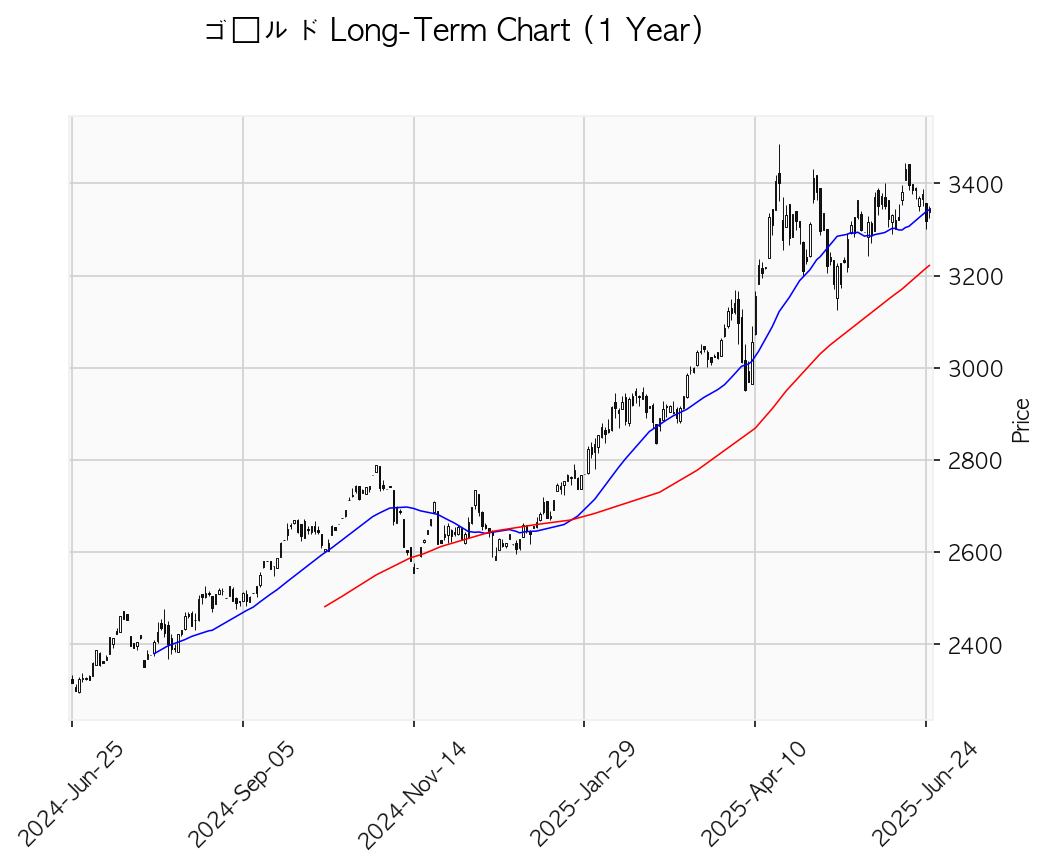 ゴ□ルド Long-Term Chart (1 Year)
3400
3200
3000
2800
2600
2400
Price
2024-Jun-25
2024-Sep-05
2024-Nov-14
2025-Jan-29
2025-Apr-10
2025-Jun-24